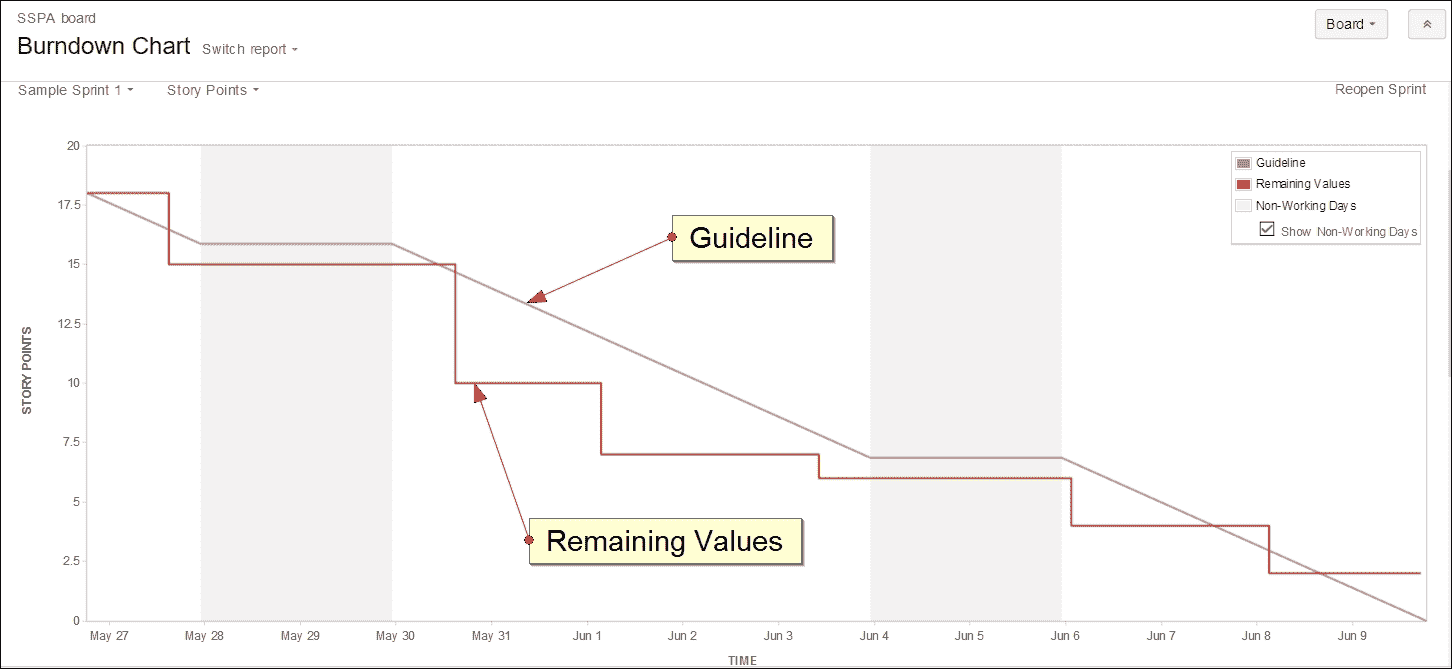 SSPA board
Burndown Chart Switch report
Board
Sample Sprint 1 Story Points
Reopen Sprint
20
17.5
15
12.5
10
7.5
5
2.5
0
STORY POINTS
Guideline
Remaining Values
Non-Working Days
Show Non-Working Days
Guideline
Remaining Values
May 27 May 28 May 29 May 30 May 31 Jun 1 Jun 2 Jun 3 Jun 4 Jun 5 Jun 6 Jun 7 Jun 8 Jun 9
TIME